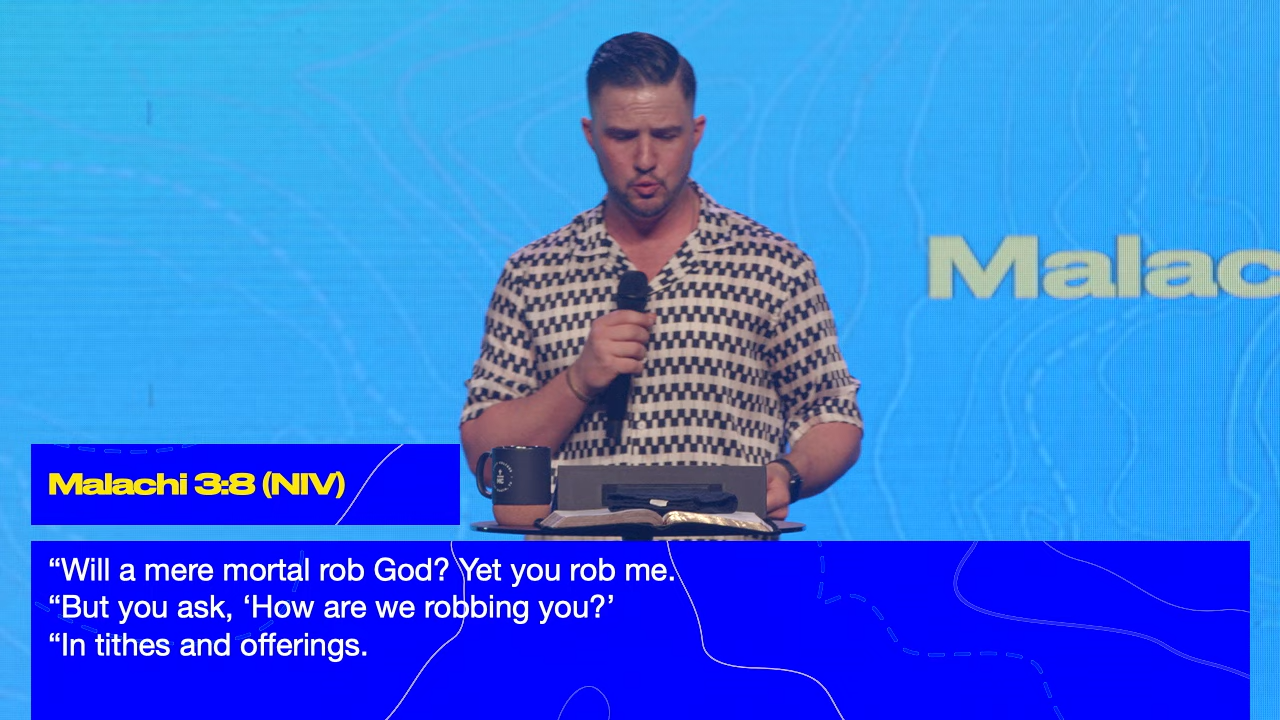 Malac
Malachi 3:8 (NIV)
“Will a mere mortal rob God? Yet you rob me.
“But you ask, ‘How are we robbing you?’
“In tithes and offerings.